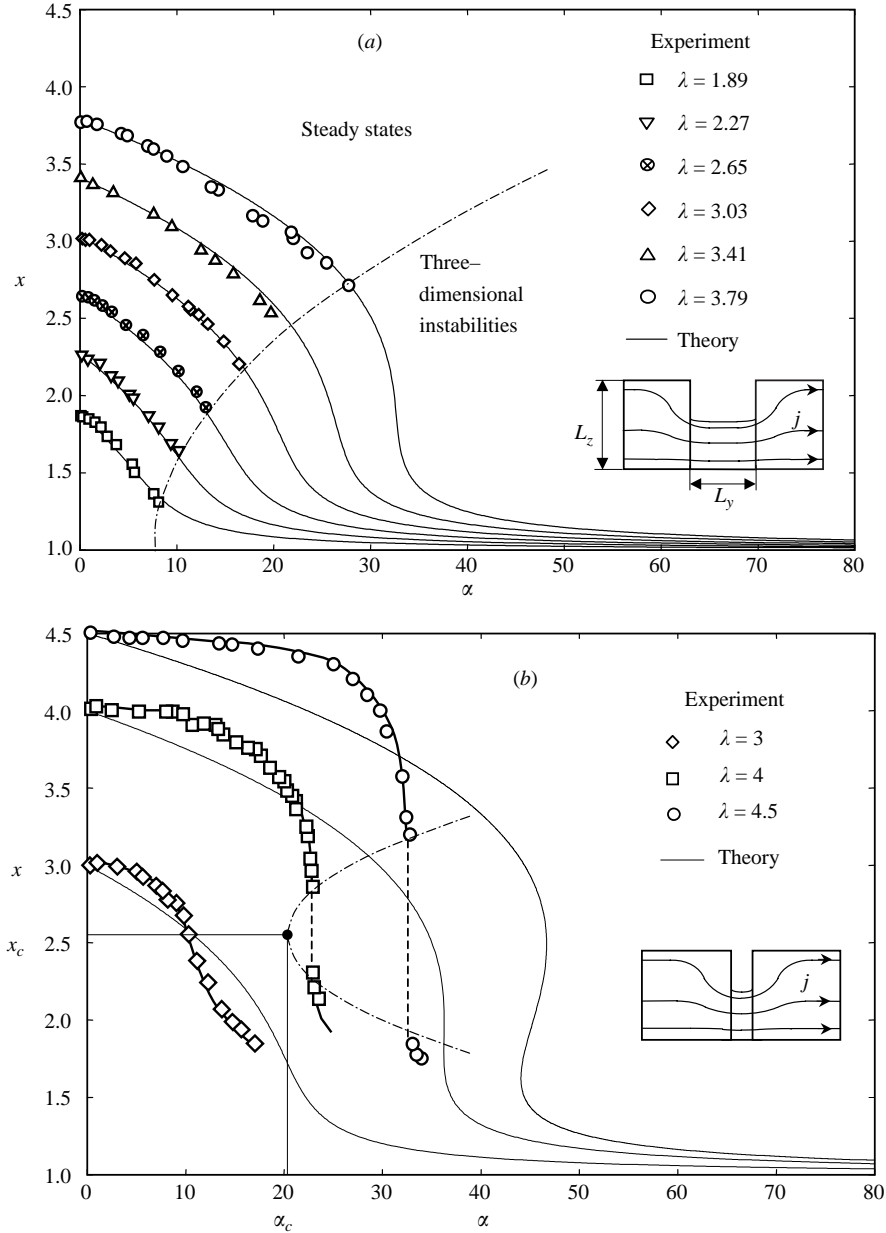 (a)
Experiment
λ = 1.89
λ = 2.27
λ = 2.65
λ = 3.03
λ = 3.41
λ = 3.79
Theory
Steady states
Three–
dimensional
instabilities
4.5
4.0
3.5
3.0
x
2.5
2.0
1.5
1.0
0 10 20 30 40 50 60 70 80
α
L_z
j
L_y
(b)
Experiment
λ = 3
λ = 4
λ = 4.5
Theory
4.5
4.0
3.5
3.0
x
x_c
2.5
2.0
1.5
1.0
j
0 10 20 30 40 50 60 70 80
α_c
α